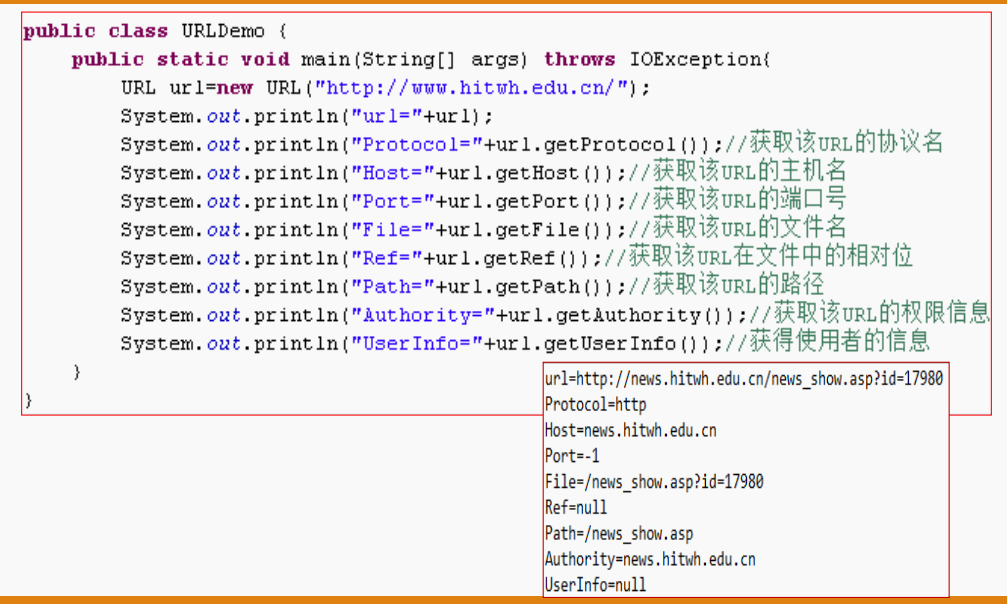 public class URLDemo {
public static void main(String[] args) throws IOException{
URL url=new URL("http://www.hitwh.edu.cn/");
System.out.println("url="+url);
System.out.println("Protocol="+url.getProtocol());//获取该URL的协议名
System.out.println("Host="+url.getHost());//获取该URL的主机名
System.out.println("Port="+url.getPort());//获取该URL的端口号
System.out.println("File="+url.getFile());//获取该URL的文件名
System.out.println("Ref="+url.getRef());//获取该URL在文件中的相对位
System.out.println("Path="+url.getPath());//获取该URL的路径
System.out.println("Authority="+url.getAuthority());//获取该URL的权限信息
System.out.println("UserInfo="+url.getUserInfo());//获得使用者的信息
}
}
url=http://news.hitwh.edu.cn/news_show.asp?id=17980
Protocol=http
Host=news.hitwh.edu.cn
Port=-1
File=/news_show.asp?id=17980
Ref=null
Path=/news_show.asp
Authority=news.hitwh.edu.cn
UserInfo=null